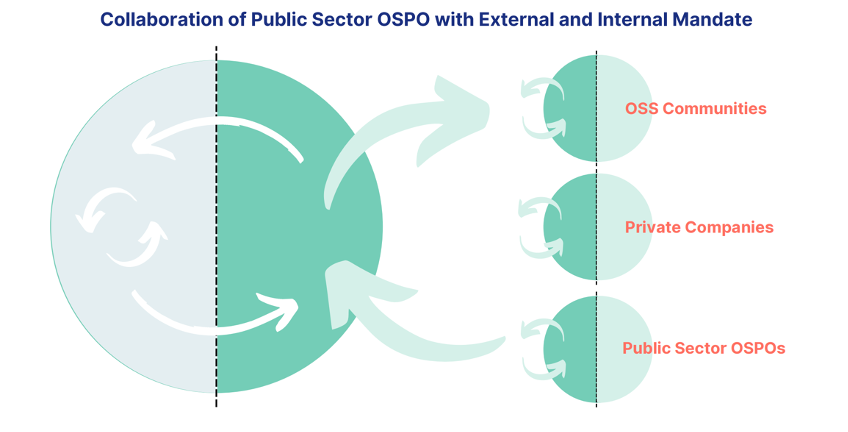 Collaboration of Public Sector OSPO with External and Internal Mandate
OSS Communities
Private Companies
Public Sector OSPOs